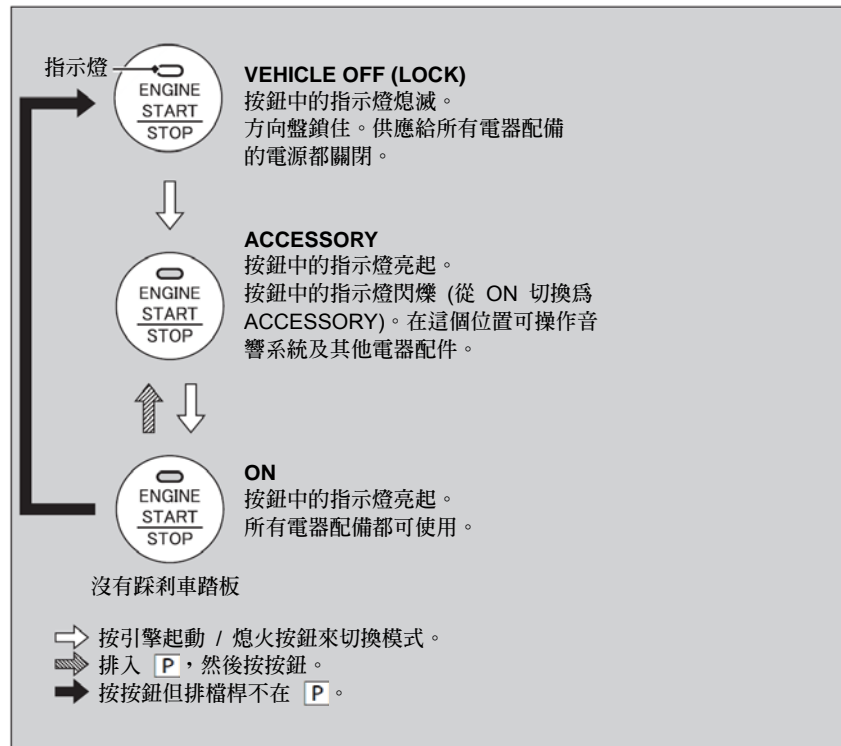 指示燈
ENGINE
START
STOP
VEHICLE OFF (LOCK)
按鈕中的指示燈熄滅。
方向盤鎖住。供應給所有電器配備
的電源都關閉。
ENGINE
START
STOP
ACCESSORY
按鈕中的指示燈亮起。
按鈕中的指示燈閃爍 (從 ON 切換爲
ACCESSORY)。在這個位置可操作音
響系統及其他電器配件。
ENGINE
START
STOP
ON
按鈕中的指示燈亮起。
所有電器配備都可使用。
沒有踩剎車踏板
按引擎起動 / 熄火按鈕來切換模式。
排入 P，然後按按鈕。
按按鈕但排檔桿不在 P。